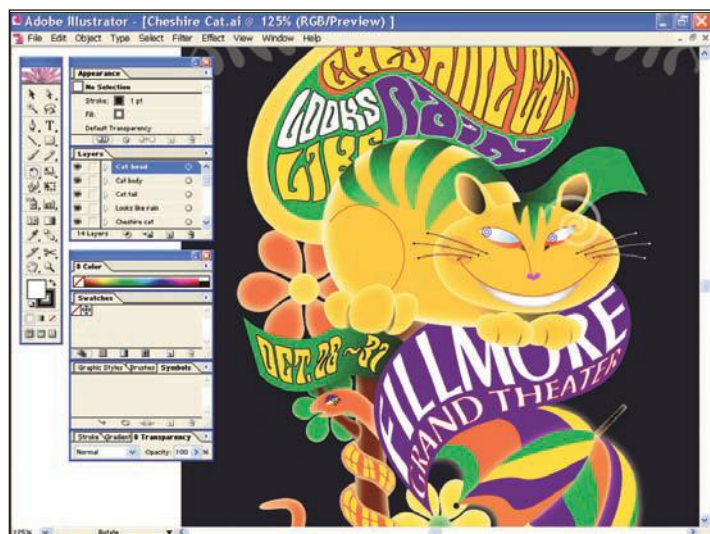 Adobe Illustrator - [Cheshire Cat.ai @ 125% (RGB/Preview) ]
File Edit Object Type Select Filter Effect View Window Help
Appearance
No Selection
Stroke: 1 pt
Fill:
Default Transparency
Layers
Cat head
Cat body
Cat tail
Looks like rain
Cheshire cat
14 Layers
Color
Swatches
Graphic Styles Brushes Symbols
Stroke Gradient Transparency
Normal Opacity: 100 %
125% Rotate
CHESHIRE CAT
LOOKS
LIKE
Rain
OCT. 28 ~ 31
FILLMORE
GRAND THEATER